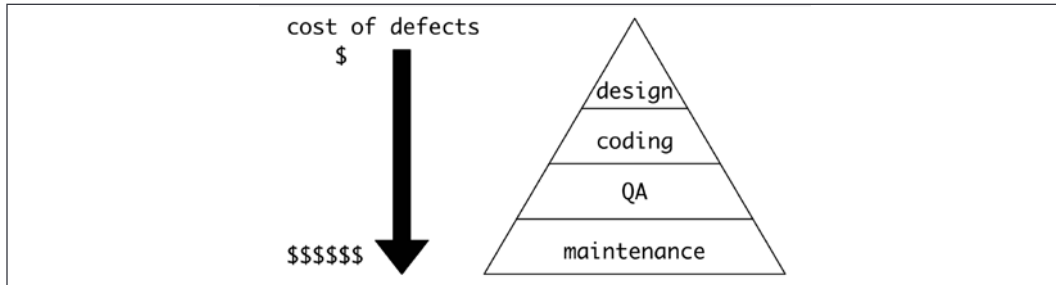 cost of defects
$
design
coding
QA
$$$$$$
maintenance